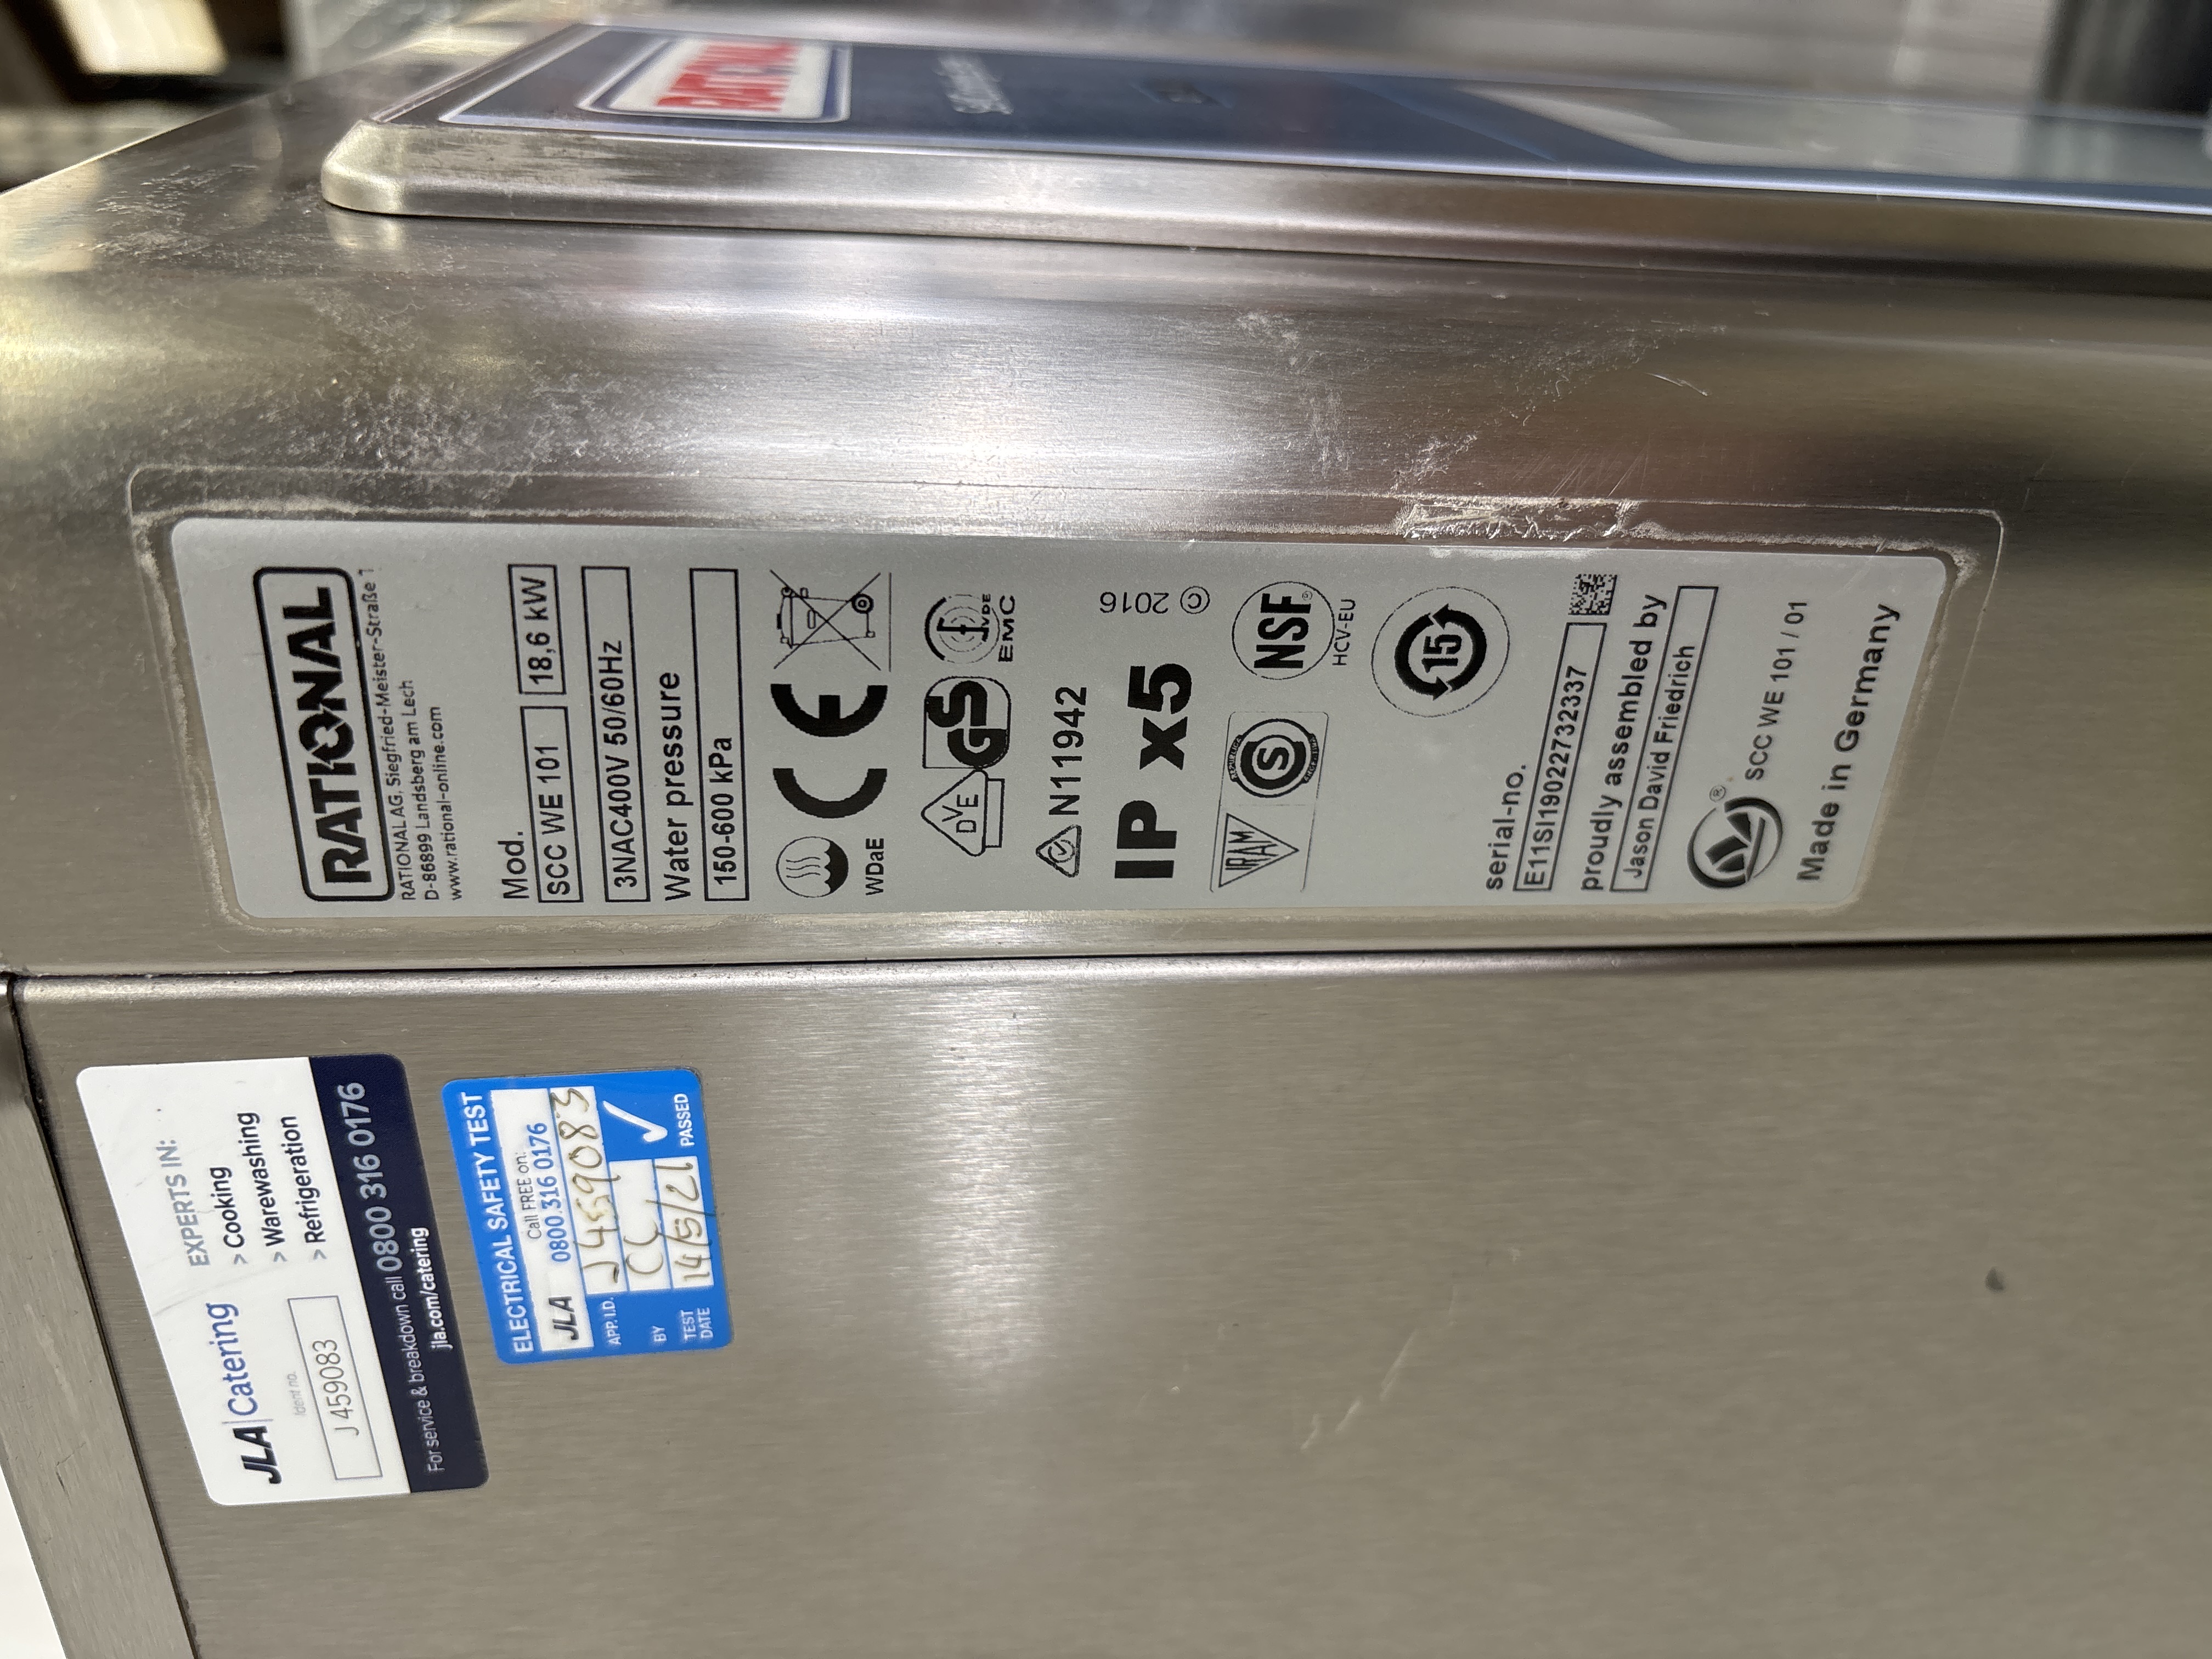 RATIONAL
RATIONAL AG, Siegfried-Meister-Straße 1
D-86899 Landsberg am Lech
www.rational-online.com
Mod.
SCC WE 101 18,6 kW
3NAC400V 50/60Hz
Water pressure
150-600 kPa
WDaE
CE
DVE
GS
VDE
EMC
N11942
© 2016
IP x5
IRAM
S
NSF®
HCV-EU
15
serial-no.
E11SI19022732337
proudly assembled by
Jason David Friedrich
® SCC WE 101 / 01
Made in Germany
JLA|Catering
Ident no.
J 459083
EXPERTS IN:
> Cooking
> Warewashing
> Refrigeration
For service & breakdown call 0800 316 0176
jla.com/catering
ELECTRICAL SAFETY TEST
JLA
Call FREE on:
0800 316 0176
APP. I.D. J459083
BY CC
TEST DATE 14/5/21
PASSED